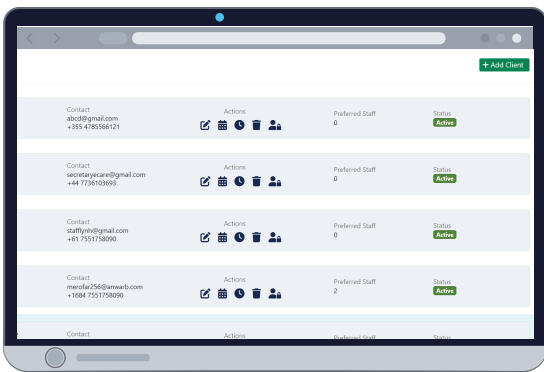 + Add Client
Contact
abcd@gmail.com
+355 4785566121
Actions
Preferred Staff
0
Status
Active
Contact
secretaryecare@gmail.com
+44 7736103693
Actions
Preferred Staff
0
Status
Active
Contact
stafflynh@gmail.com
+61 7551758090
Actions
Preferred Staff
0
Status
Active
Contact
merofar256@anwarb.com
+1684 7551758090
Actions
Preferred Staff
2
Status
Active
Contact
Actions
Preferred Staff
Status